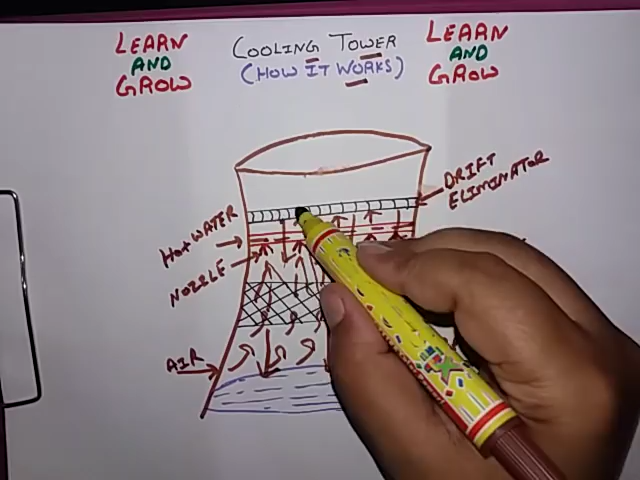 LEARN
AND
GROW
COOLING TOWER
(HOW IT WORKS)
LEARN
AND
GROW
DRIFT
ELIMINATOR
HOT WATER
NOZZLE
AIR